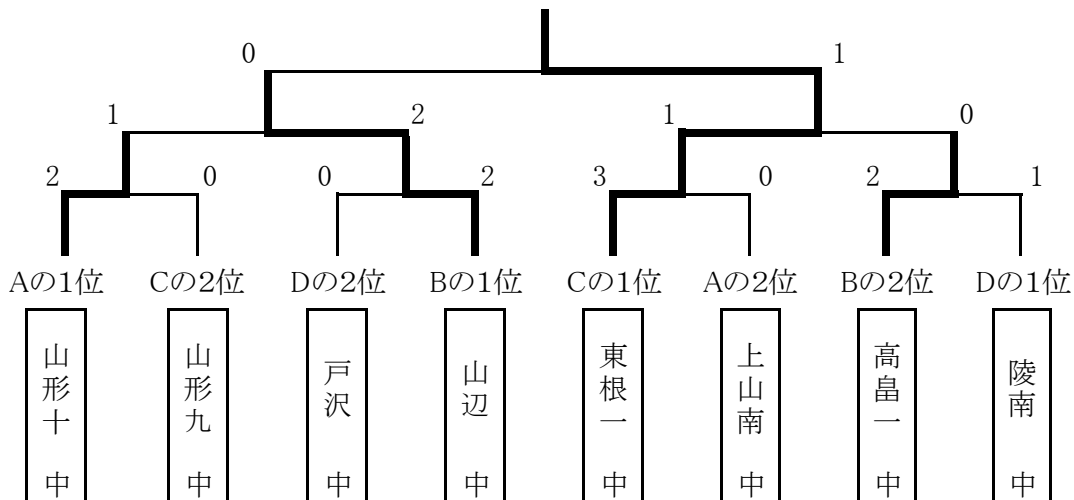 0 1
1 2 1 0
2 0 0 2 3 0 2 1
Aの1位 Cの2位 Dの2位 Bの1位 Cの1位 Aの2位 Bの2位 Dの1位
山形十 中
山形九 中
戸沢 中
山辺 中
東根一 中
上山南 中
高畠一 中
陵南 中